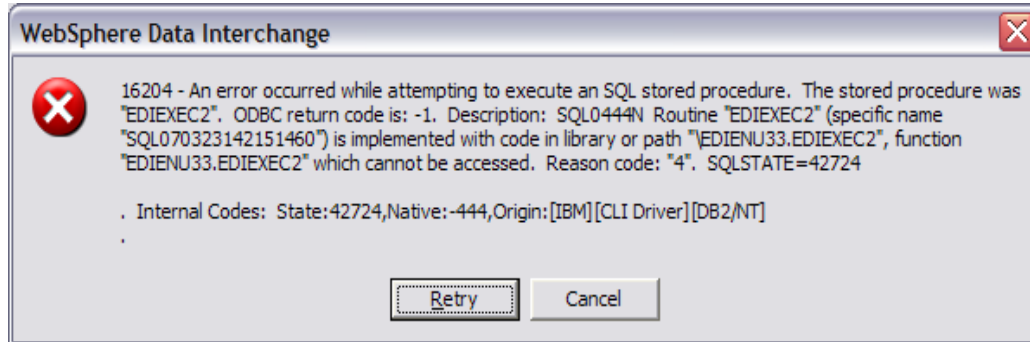 WebSphere Data Interchange
16204 - An error occurred while attempting to execute an SQL stored procedure.  The stored procedure was
"EDIEXEC2".  ODBC return code is: -1.  Description:  SQL0444N  Routine "EDIEXEC2" (specific name
"SQL070323142151460") is implemented with code in library or path "\EDIENU33.EDIEXEC2", function
"EDIENU33.EDIEXEC2" which cannot be accessed.  Reason code: "4".  SQLSTATE=42724
.  Internal Codes:  State:42724,Native:-444,Origin:[IBM][CLI Driver][DB2/NT]
.
Retry
Cancel